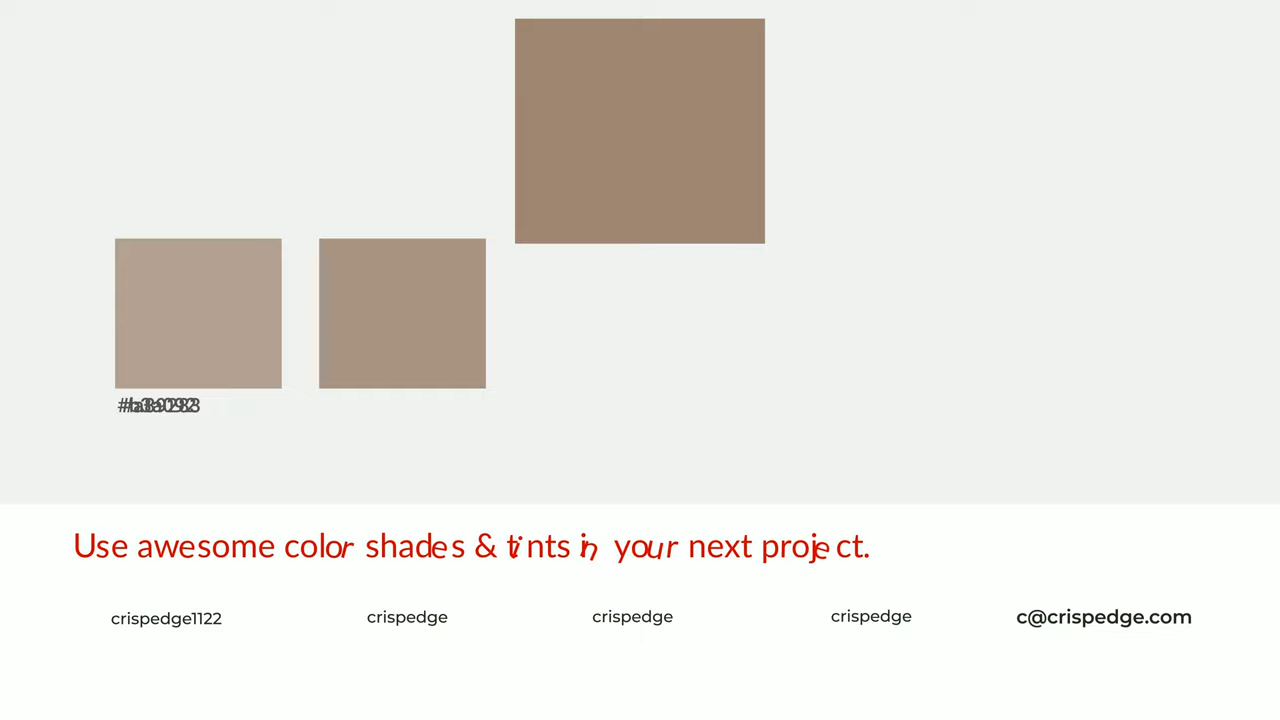 Use awesome color shades & tints in your next project.
crispedge1122 crispedge crispedge crispedge c@crispedge.com